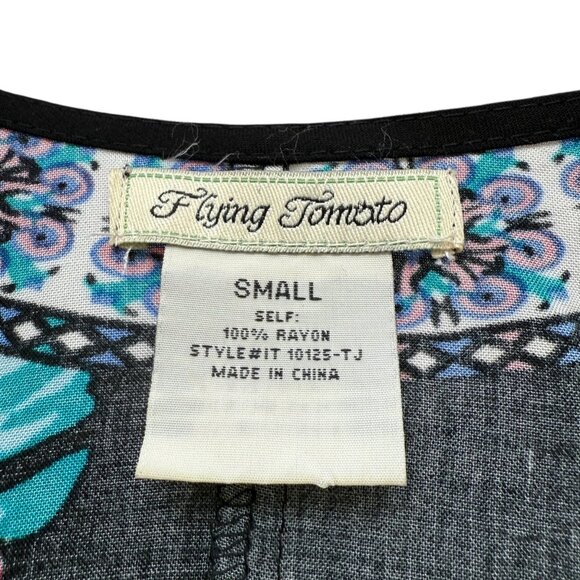 Flying Tomato
SMALL
SELF:
100% RAYON
STYLE#IT 10125-TJ
MADE IN CHINA